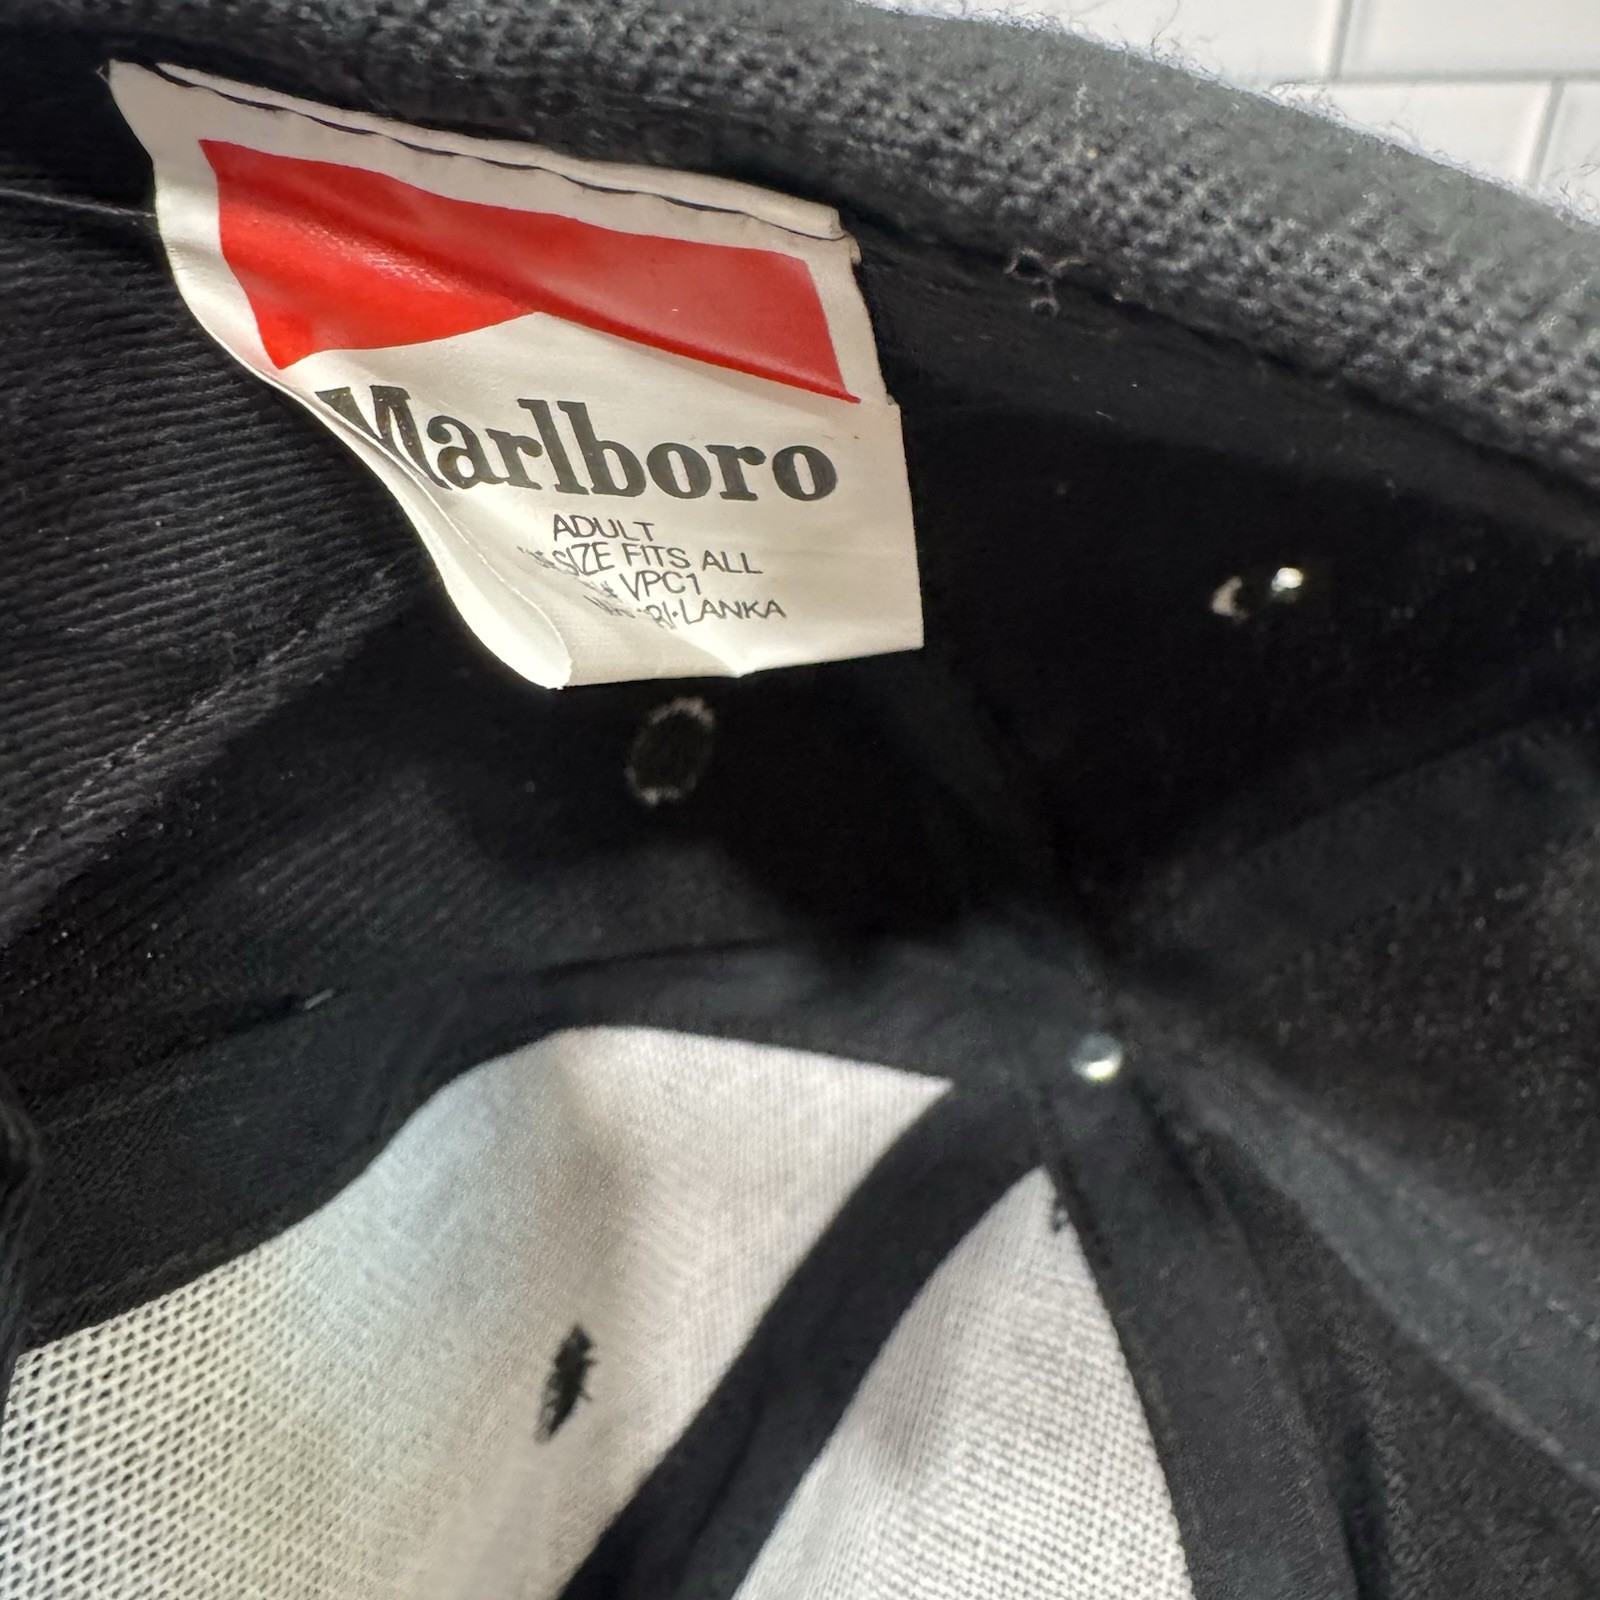 Marlboro
ADULT
SIZE FITS ALL
VPC1
LANKA